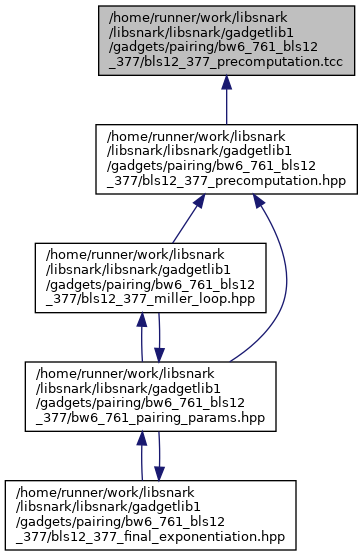 /home/runner/work/libsnark
/libsnark/libsnark/gadgetlib1
/gadgets/pairing/bw6_761_bls12
_377/bls12_377_precomputation.tcc
/home/runner/work/libsnark
/libsnark/libsnark/gadgetlib1
/gadgets/pairing/bw6_761_bls12
_377/bls12_377_precomputation.hpp
/home/runner/work/libsnark
/libsnark/libsnark/gadgetlib1
/gadgets/pairing/bw6_761_bls12
_377/bls12_377_miller_loop.hpp
/home/runner/work/libsnark
/libsnark/libsnark/gadgetlib1
/gadgets/pairing/bw6_761_bls12
_377/bw6_761_pairing_params.hpp
/home/runner/work/libsnark
/libsnark/libsnark/gadgetlib1
/gadgets/pairing/bw6_761_bls12
_377/bls12_377_final_exponentiation.hpp